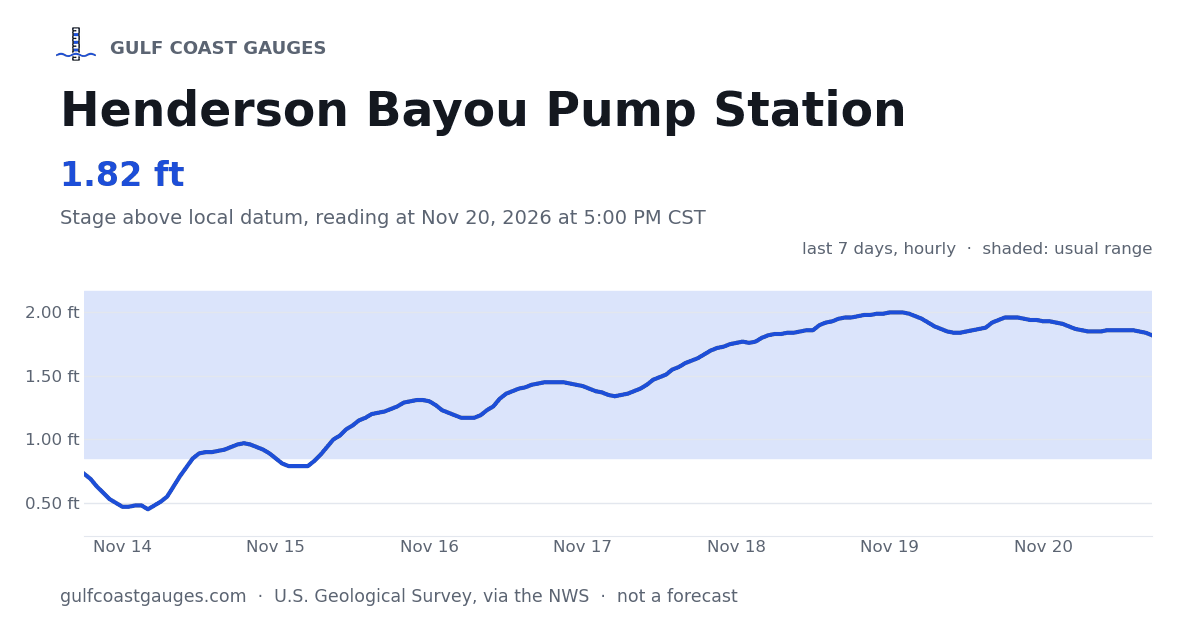 GULF COAST GAUGES
Henderson Bayou Pump Station
1.82 ft
Stage above local datum, reading at Nov 20, 2026 at 5:00 PM CST
last 7 days, hourly · shaded: usual range
2.00 ft
1.50 ft
1.00 ft
0.50 ft
Nov 14 Nov 15 Nov 16 Nov 17 Nov 18 Nov 19 Nov 20
gulfcoastgauges.com · U.S. Geological Survey, via the NWS · not a forecast